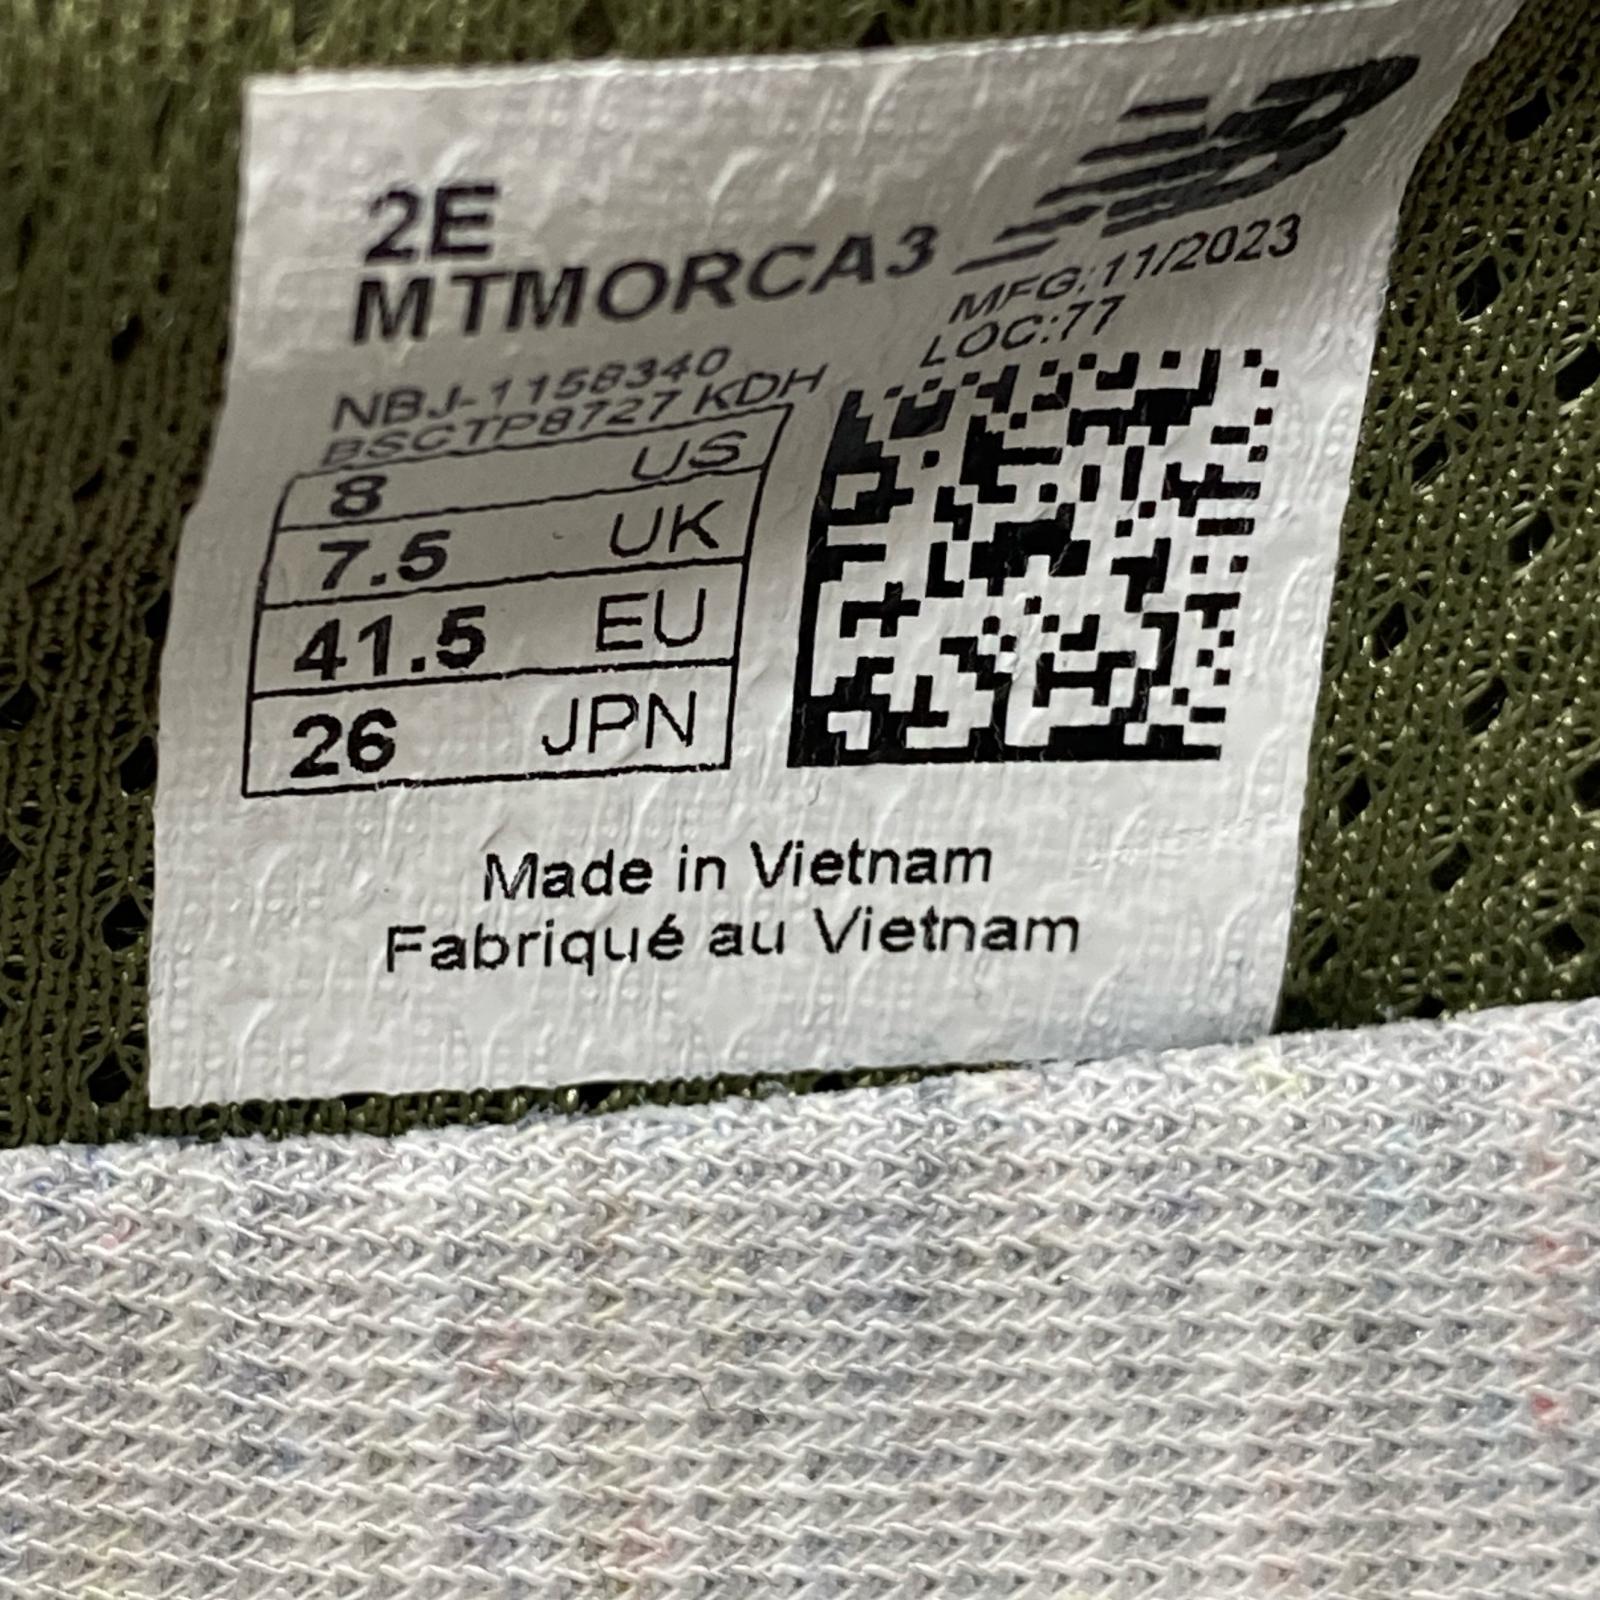 2E
MTMORCA3
NB
MFG:11/2023
LOC:77
NBJ-1158340
BSCTP8727 KDH
8 US
7.5 UK
41.5 EU
26 JPN
Made in Vietnam
Fabriqué au Vietnam